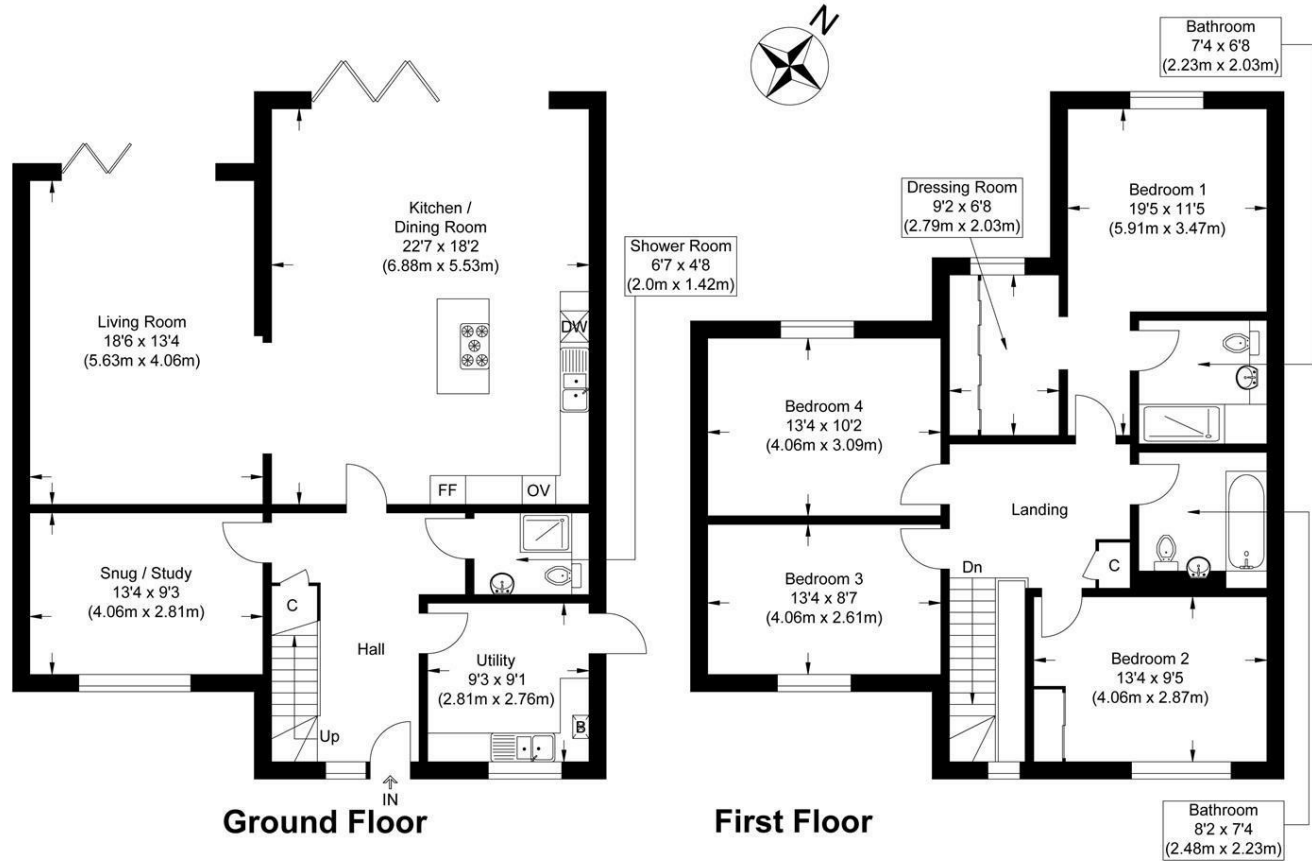 N
Bathroom
7'4 x 6'8
(2.23m x 2.03m)
Kitchen /
Dining Room
22'7 x 18'2
(6.88m x 5.53m)
Shower Room
6'7 x 4'8
(2.0m x 1.42m)
DW
Living Room
18'6 x 13'4
(5.63m x 4.06m)
FF
OV
Snug / Study
13'4 x 9'3
(4.06m x 2.81m)
C
Hall
Utility
9'3 x 9'1
(2.81m x 2.76m)
B
Up
IN
Ground Floor
Dressing Room
9'2 x 6'8
(2.79m x 2.03m)
Bedroom 1
19'5 x 11'5
(5.91m x 3.47m)
Bedroom 4
13'4 x 10'2
(4.06m x 3.09m)
Landing
C
Dn
Bedroom 3
13'4 x 8'7
(4.06m x 2.61m)
Bedroom 2
13'4 x 9'5
(4.06m x 2.87m)
First Floor
Bathroom
8'2 x 7'4
(2.48m x 2.23m)